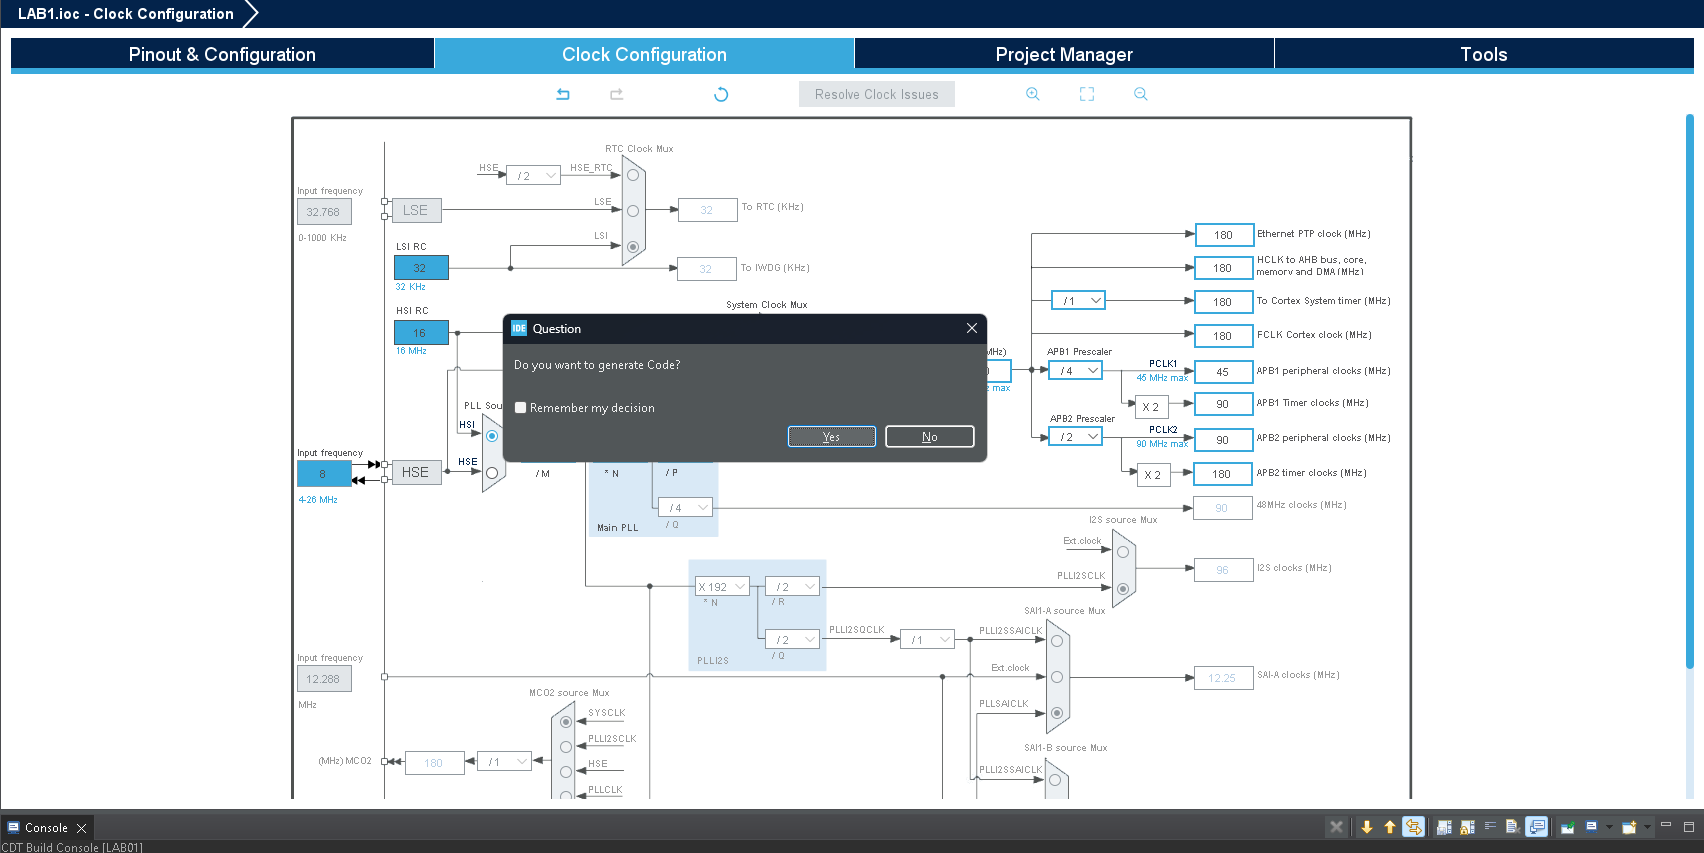 LAB1.ioc - Clock Configuration
Pinout & Configuration
Clock Configuration
Project Manager
Tools
Resolve Clock Issues
RTC Clock Mux
HSE
/ 2
HSE_RTC
Input frequency
32.768
0-1000 KHz
LSE
LSE
32
To RTC (KHz)
LSI
LSI RC
32
32 KHz
32
To IWDG (KHz)
HSI RC
16
16 MHz
System Clock Mux
180
Ethernet PTP clock (MHz)
180
HCLK to AHB bus, core,
memory and DMA (MHz)
/ 1
180
To Cortex System timer (MHz)
180
FCLK Cortex clock (MHz)
MHz)
APB1 Prescaler
/ 4
PCLK1
45 MHz max
45
APB1 peripheral clocks (MHz)
X 2
90
APB1 Timer clocks (MHz)
APB2 Prescaler
/ 2
PCLK2
90 MHz max
90
APB2 peripheral clocks (MHz)
X 2
180
APB2 timer clocks (MHz)
IDE Question
Do you want to generate Code?
Remember my decision
Yes
No
PLL Sou
HSI
HSE
Input frequency
8
4-26 MHz
HSE
/ M
* N
/ P
/ 4
/ Q
Main PLL
90
48MHz clocks (MHz)
I2S source Mux
Ext.clock
PLLI2SCLK
96
I2S clocks (MHz)
X 192
* N
/ 2
/ R
/ 2
/ Q
PLLI2S
PLLI2SQCLK
/ 1
SAI1-A source Mux
PLLI2SSAICLK
Ext.clock
PLLSAICLK
12.25
SAI-A clocks (MHz)
Input frequency
12.288
MHz
MCO2 source Mux
SYSCLK
PLLI2SCLK
HSE
PLLCLK
(MHz) MCO2
180
/ 1
SAI1-B source Mux
PLLI2SSAICLK
Console
CDT Build Console [LAB01]